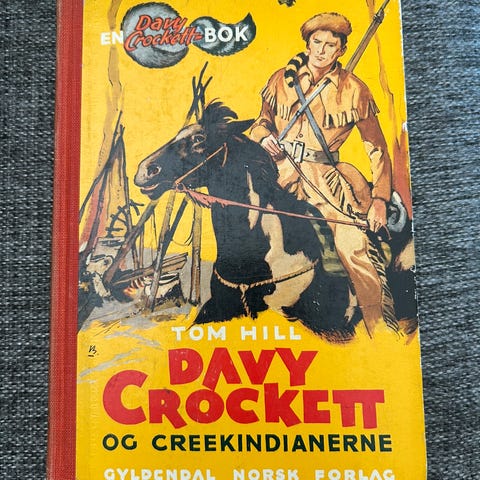 EN Davy Crockett= BOK
TOM HILL
DAVY
CROCKETT
OG CREEKINDIANERNE
GYLDENDAL NORSK FORLAG